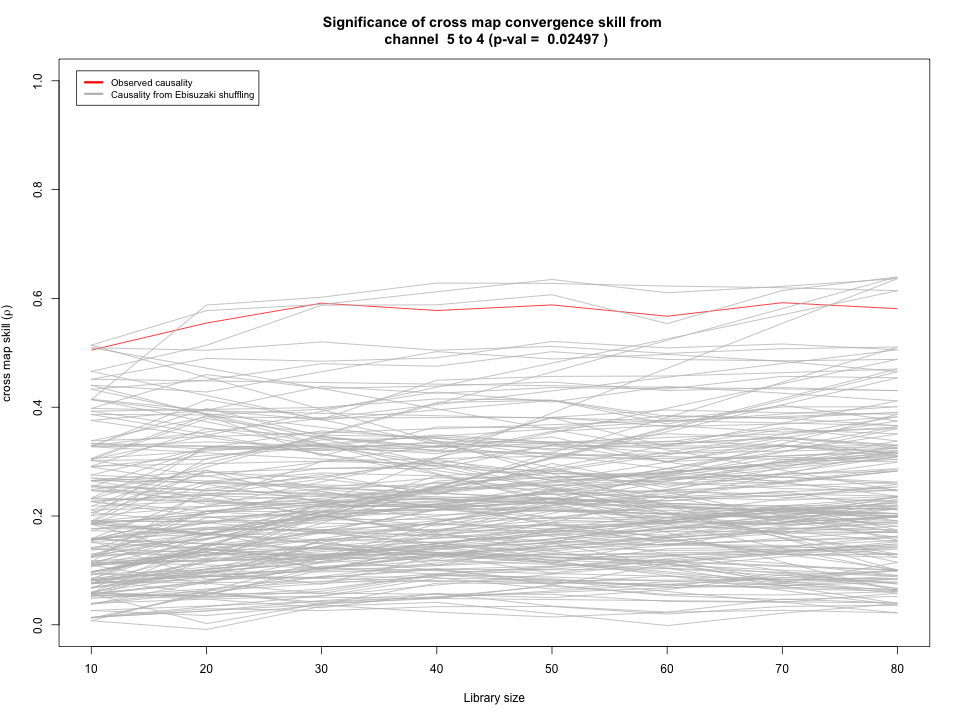 Significance of cross map convergence skill from
channel  5 to 4 (p-val =  0.02497 )
Observed causality
Causality from Ebisuzaki shuffling
cross map skill (ρ)
1.0
0.8
0.6
0.4
0.2
0.0
10 20 30 40 50 60 70 80
Library size